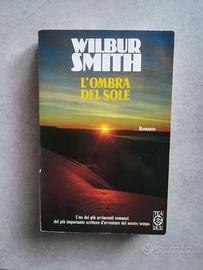 WILBUR
SMITH
L'OMBRA
DEL SOLE
Romanzo
Uno dei più avvincenti romanzi
del più importante scrittore d'avventure del nostro tempo
TEA
Subito